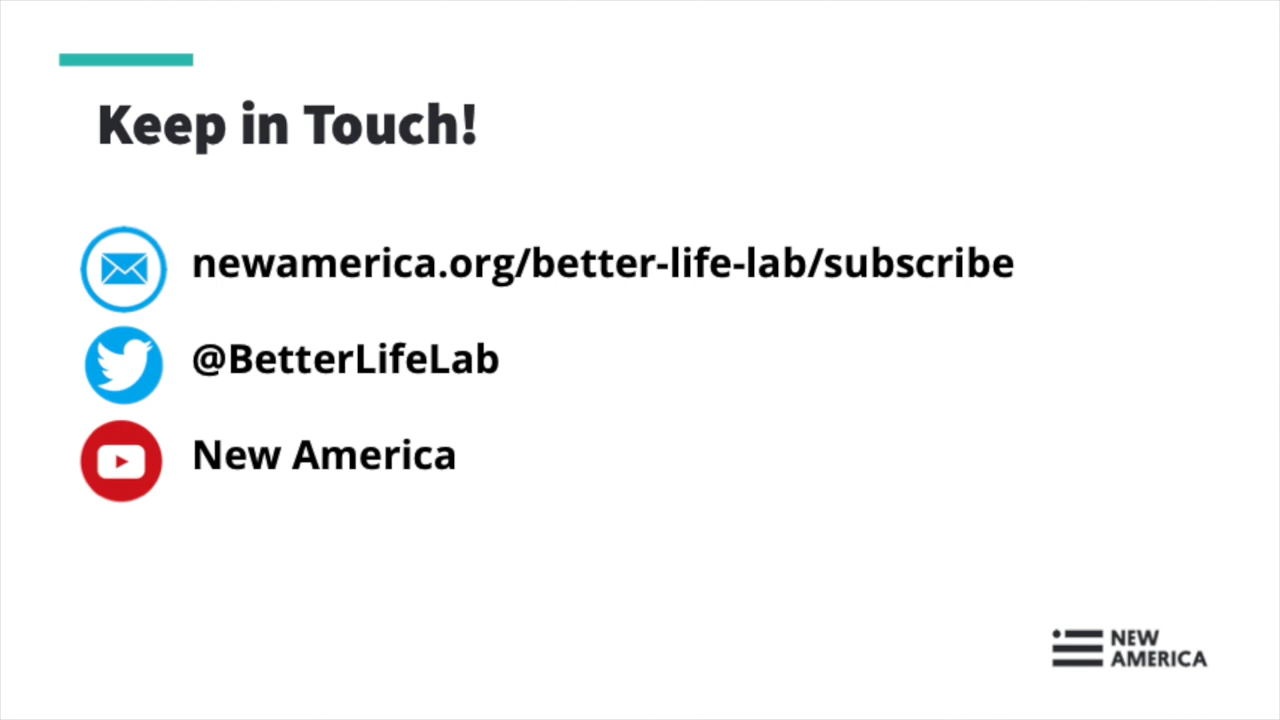 Keep in Touch!
newamerica.org/better-life-lab/subscribe
@BetterLifeLab
New America
NEW
AMERICA